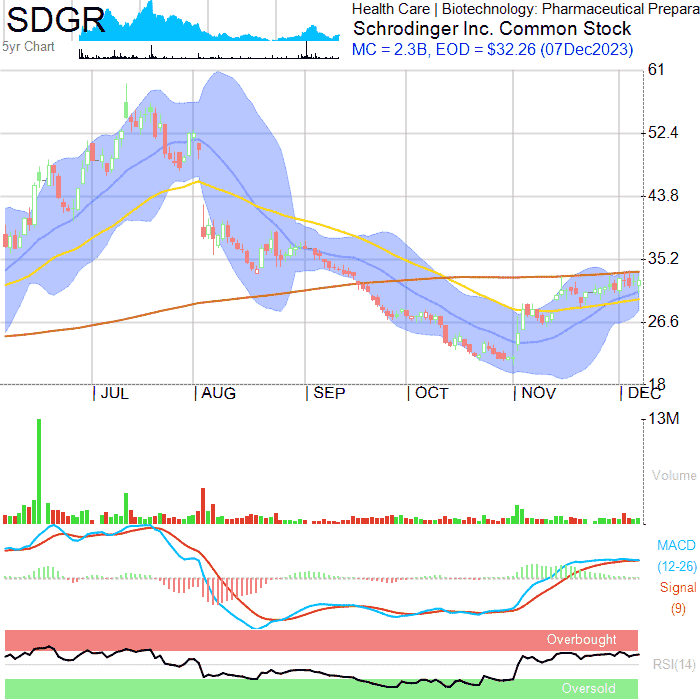 SDGR
5yr Chart
Health Care | Biotechnology: Pharmaceutical Prepara
Schrodinger Inc. Common Stock
MC = 2.3B, EOD = $32.26 (07Dec2023)
61
52.4
43.8
35.2
26.6
18
JUL AUG SEP OCT NOV DEC
13M
Volume
MACD
(12-26)
Signal
(9)
Overbought
RSI(14)
Oversold